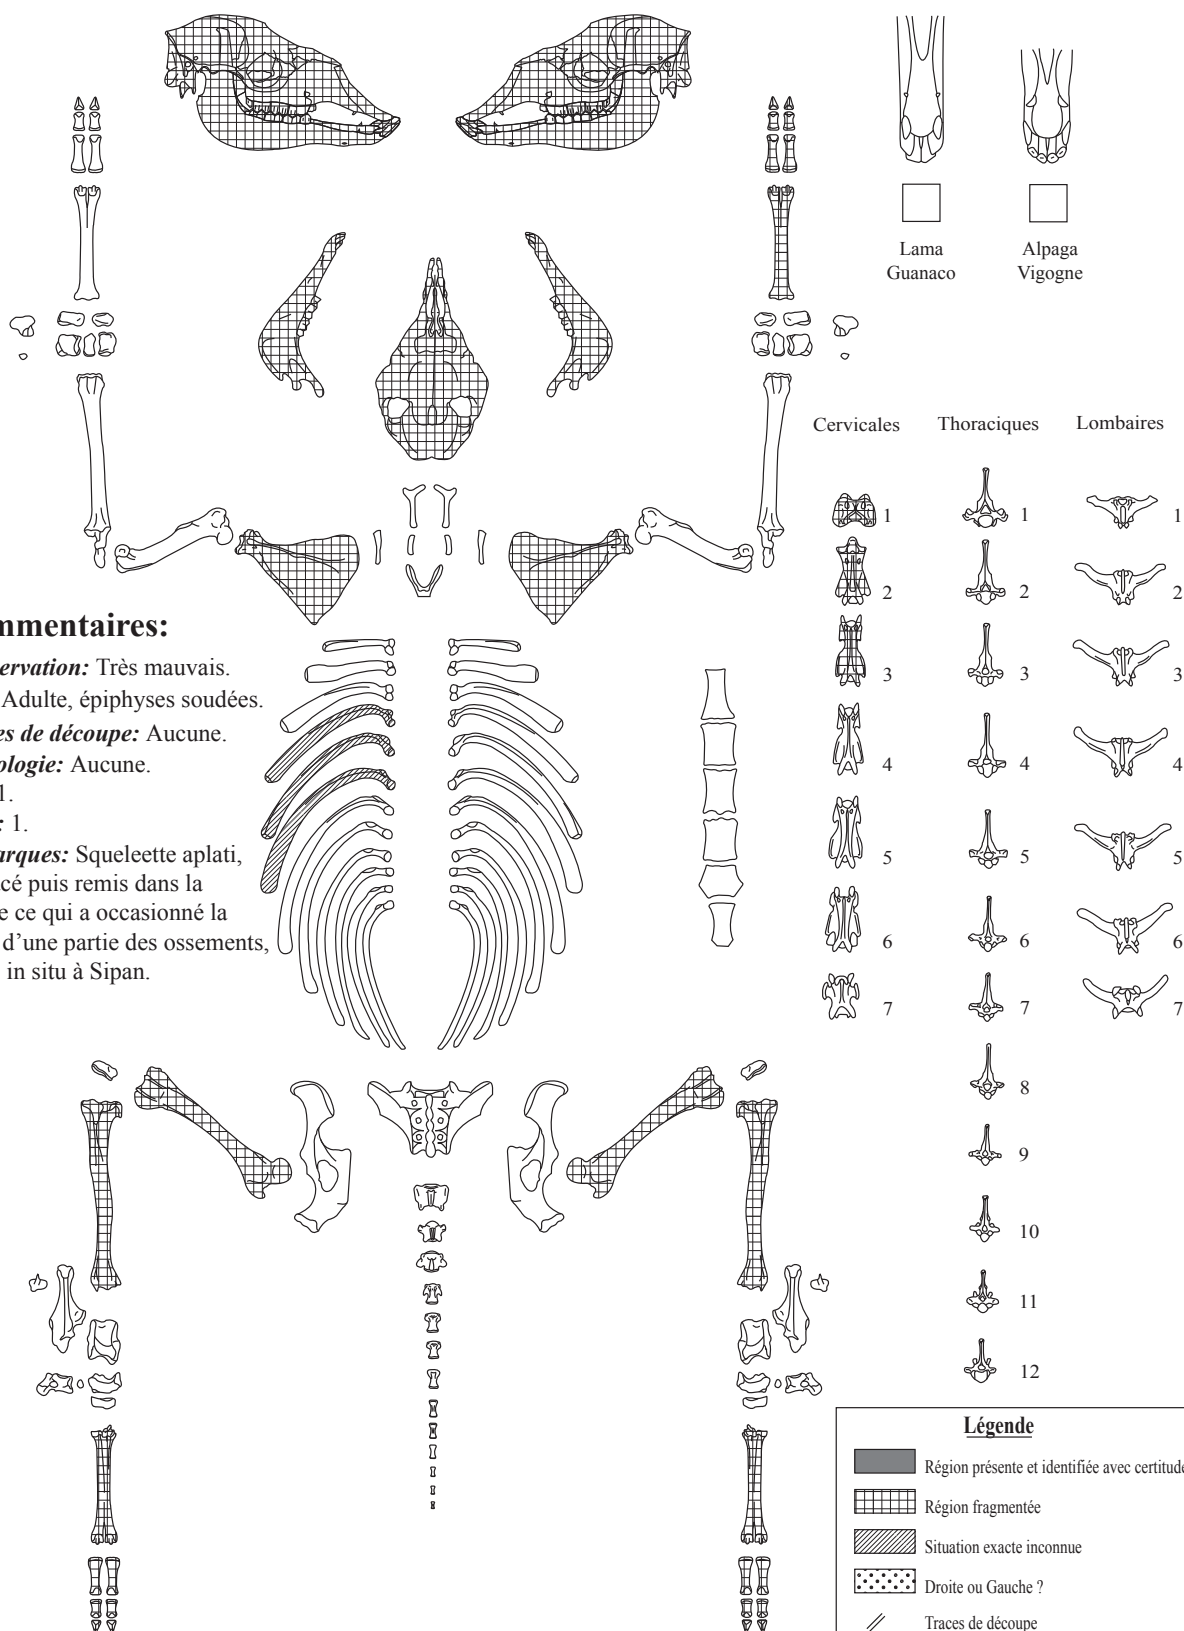 Lama
Guanaco
Alpaga
Vigogne
Cervicales
Thoraciques
Lombaires
1
2
3
4
5
6
7
1
2
3
4
5
6
7
8
9
10
11
12
1
2
3
4
5
6
7
mmentaires:
ervation: Très mauvais.
Adulte, épiphyses soudées.
es de découpe: Aucune.
ologie: Aucune.
1.
: 1.
arques: Squeleette aplati,
cé puis remis dans la
e ce qui a occasionné la
d’une partie des ossements,
in situ à Sipan.
Légende
Région présente et identifiée avec certitude
Région fragmentée
Situation exacte inconnue
Droite ou Gauche ?
Traces de découpe